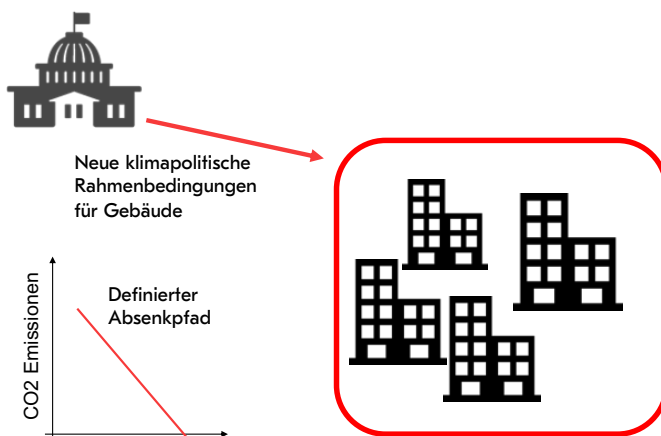 Neue klimapolitische
Rahmenbedingungen
für Gebäude
Definierter
Absenkpfad
CO2 Emissionen